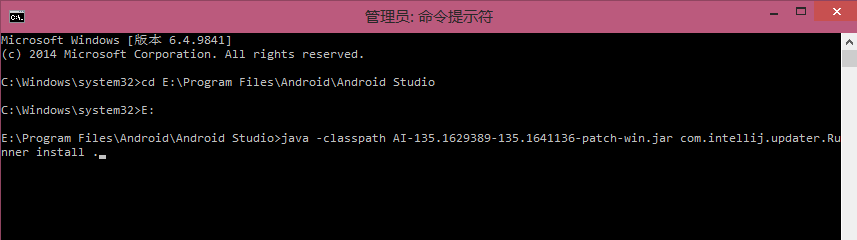 管理员: 命令提示符
Microsoft Windows [版本 6.4.9841]
(c) 2014 Microsoft Corporation. All rights reserved.
C:\Windows\system32>cd E:\Program Files\Android\Android Studio
C:\Windows\system32>E:
E:\Program Files\Android\Android Studio>java -classpath AI-135.1629389-135.1641136-patch-win.jar com.intellij.updater.Ru
nner install .